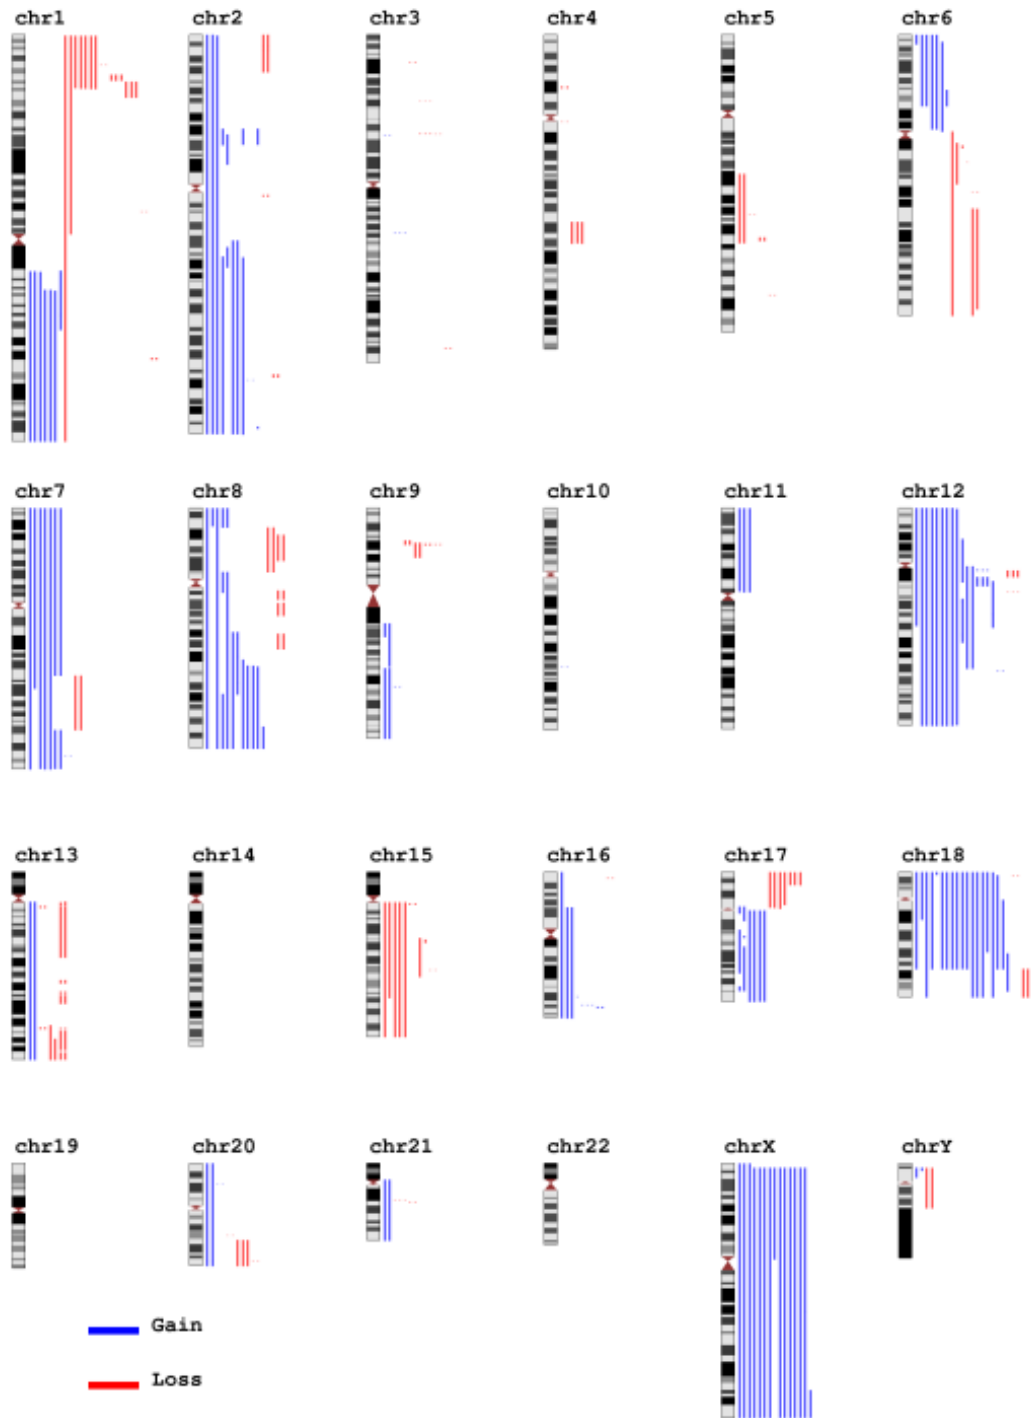 chr1 chr2 chr3 chr4 chr5 chr6
chr7 chr8 chr9 chr10 chr11 chr12
chr13 chr14 chr15 chr16 chr17 chr18
chr19 chr20 chr21 chr22 chrX chrY
Gain
Loss